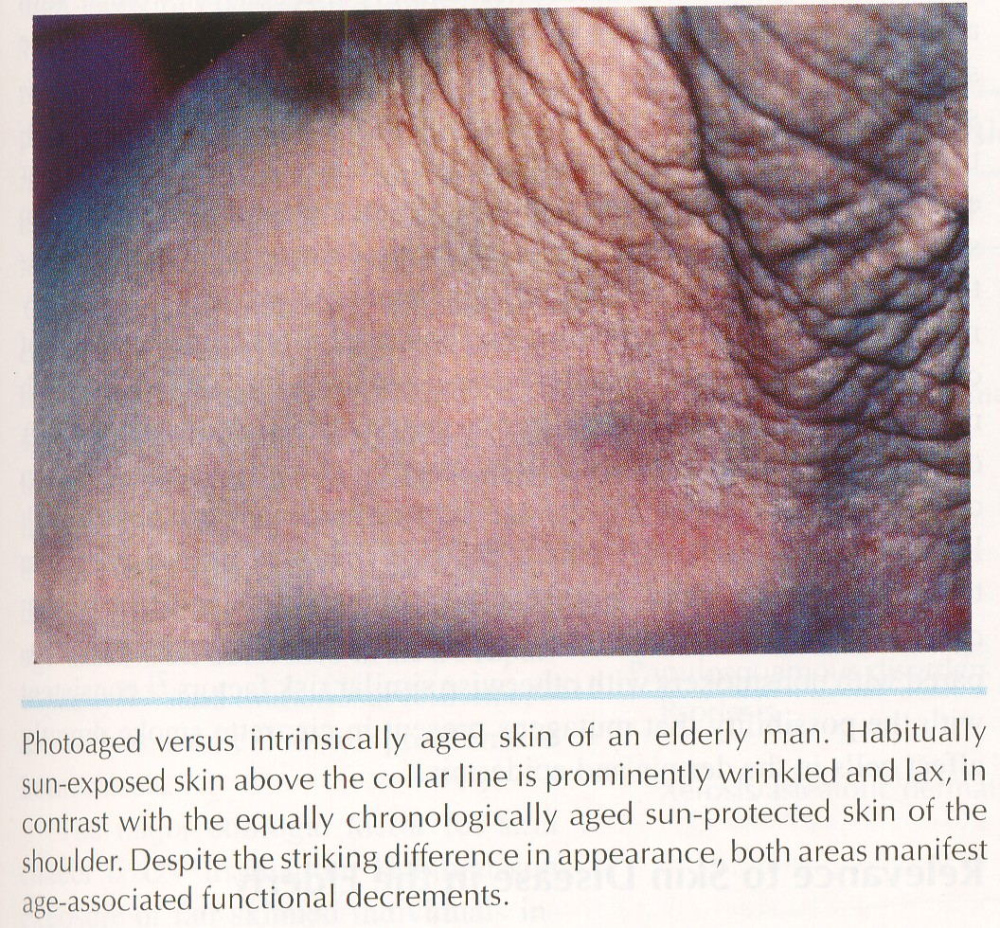 Photoaged versus intrinsically aged skin of an elderly man. Habitually
sun-exposed skin above the collar line is prominently wrinkled and lax, in
contrast with the equally chronologically aged sun-protected skin of the
shoulder. Despite the striking difference in appearance, both areas manifest
age-associated functional decrements.